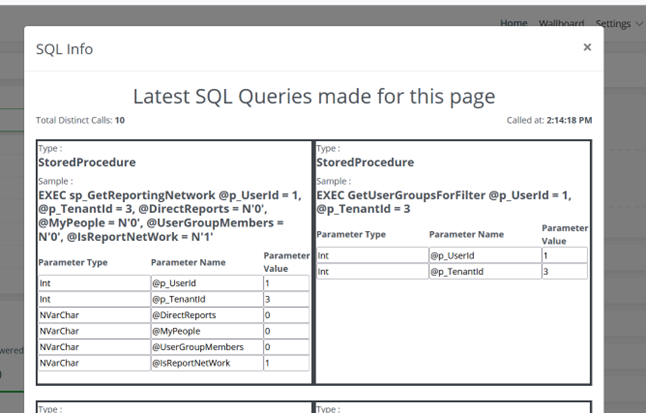 Home Wallboard Settings
SQL Info
×
Latest SQL Queries made for this page
Total Distinct Calls: 10
Called at: 2:14:18 PM
Type :
StoredProcedure
Sample :
EXEC sp_GetReportingNetwork @p_UserId = 1,
@p_TenantId = 3, @DirectReports = N'0',
@MyPeople = N'0', @UserGroupMembers =
N'0', @IsReportNetWork = N'1'
Parameter Type Parameter Name Parameter
Value
Int @p_UserId 1
Int @p_TenantId 3
NVarChar @DirectReports 0
NVarChar @MyPeople 0
NVarChar @UserGroupMembers 0
NVarChar @IsReportNetWork 1
Type :
StoredProcedure
Sample :
EXEC GetUserGroupsForFilter @p_UserId = 1,
@p_TenantId = 3
Parameter Type Parameter Name Parameter
Value
Int @p_UserId 1
Int @p_TenantId 3
Type :
Type :